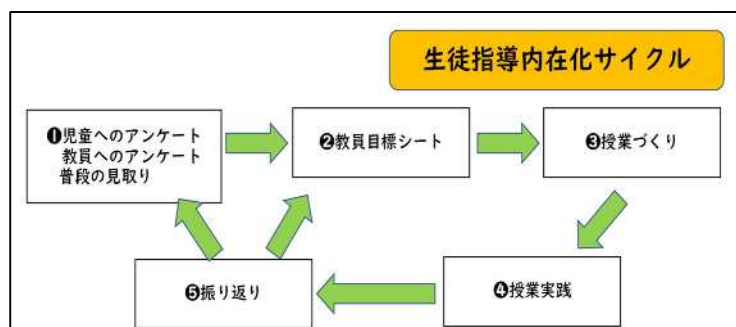 生徒指導内在化サイクル
❶児童へのアンケート
教員へのアンケート
普段の見取り
❷教員目標シート
❸授業づくり
❹授業実践
❺振り返り